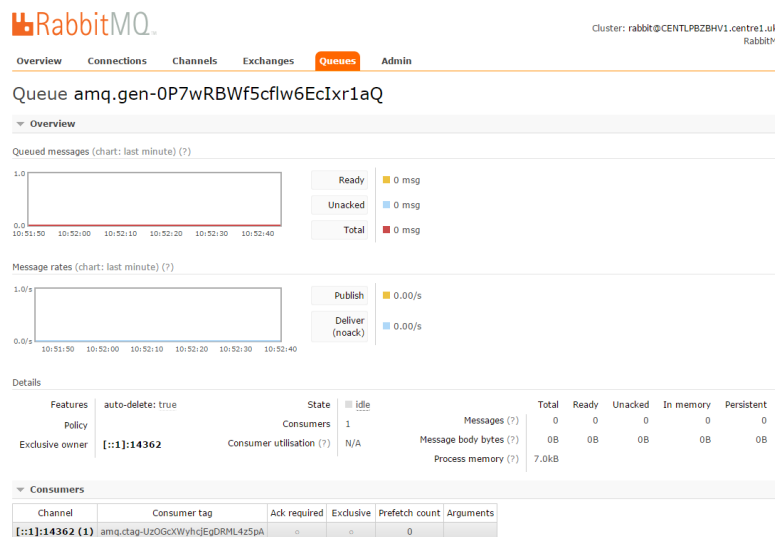 RabbitMQ
Cluster: rabbit@CENTLPBZBHV1.centre1.uk
RabbitM
Overview Connections Channels Exchanges Queues Admin
Queue amq.gen-0P7wRBWf5cflw6EcIxr1aQ
Overview
Queued messages (chart: last minute) (?)
1.0
0.0
10:51:50 10:52:00 10:52:10 10:52:20 10:52:30 10:52:40
Ready 0 msg
Unacked 0 msg
Total 0 msg
Message rates (chart: last minute) (?)
1.0/s
0.0/s
10:51:50 10:52:00 10:52:10 10:52:20 10:52:30 10:52:40
Publish 0.00/s
Deliver (noack) 0.00/s
Details
Features auto-delete: true
Policy
Exclusive owner [::1]:14362
State idle
Consumers 1
Consumer utilisation (?) N/A
Total Ready Unacked In memory Persistent
Messages (?) 0 0 0 0 0
Message body bytes (?) 0B 0B 0B 0B 0B
Process memory (?) 7.0kB
Consumers
Channel Consumer tag Ack required Exclusive Prefetch count Arguments
[::1]:14362 (1) amq.ctag-UzOGcXWyhcjEgDRML4z5pA ○ ○ 0